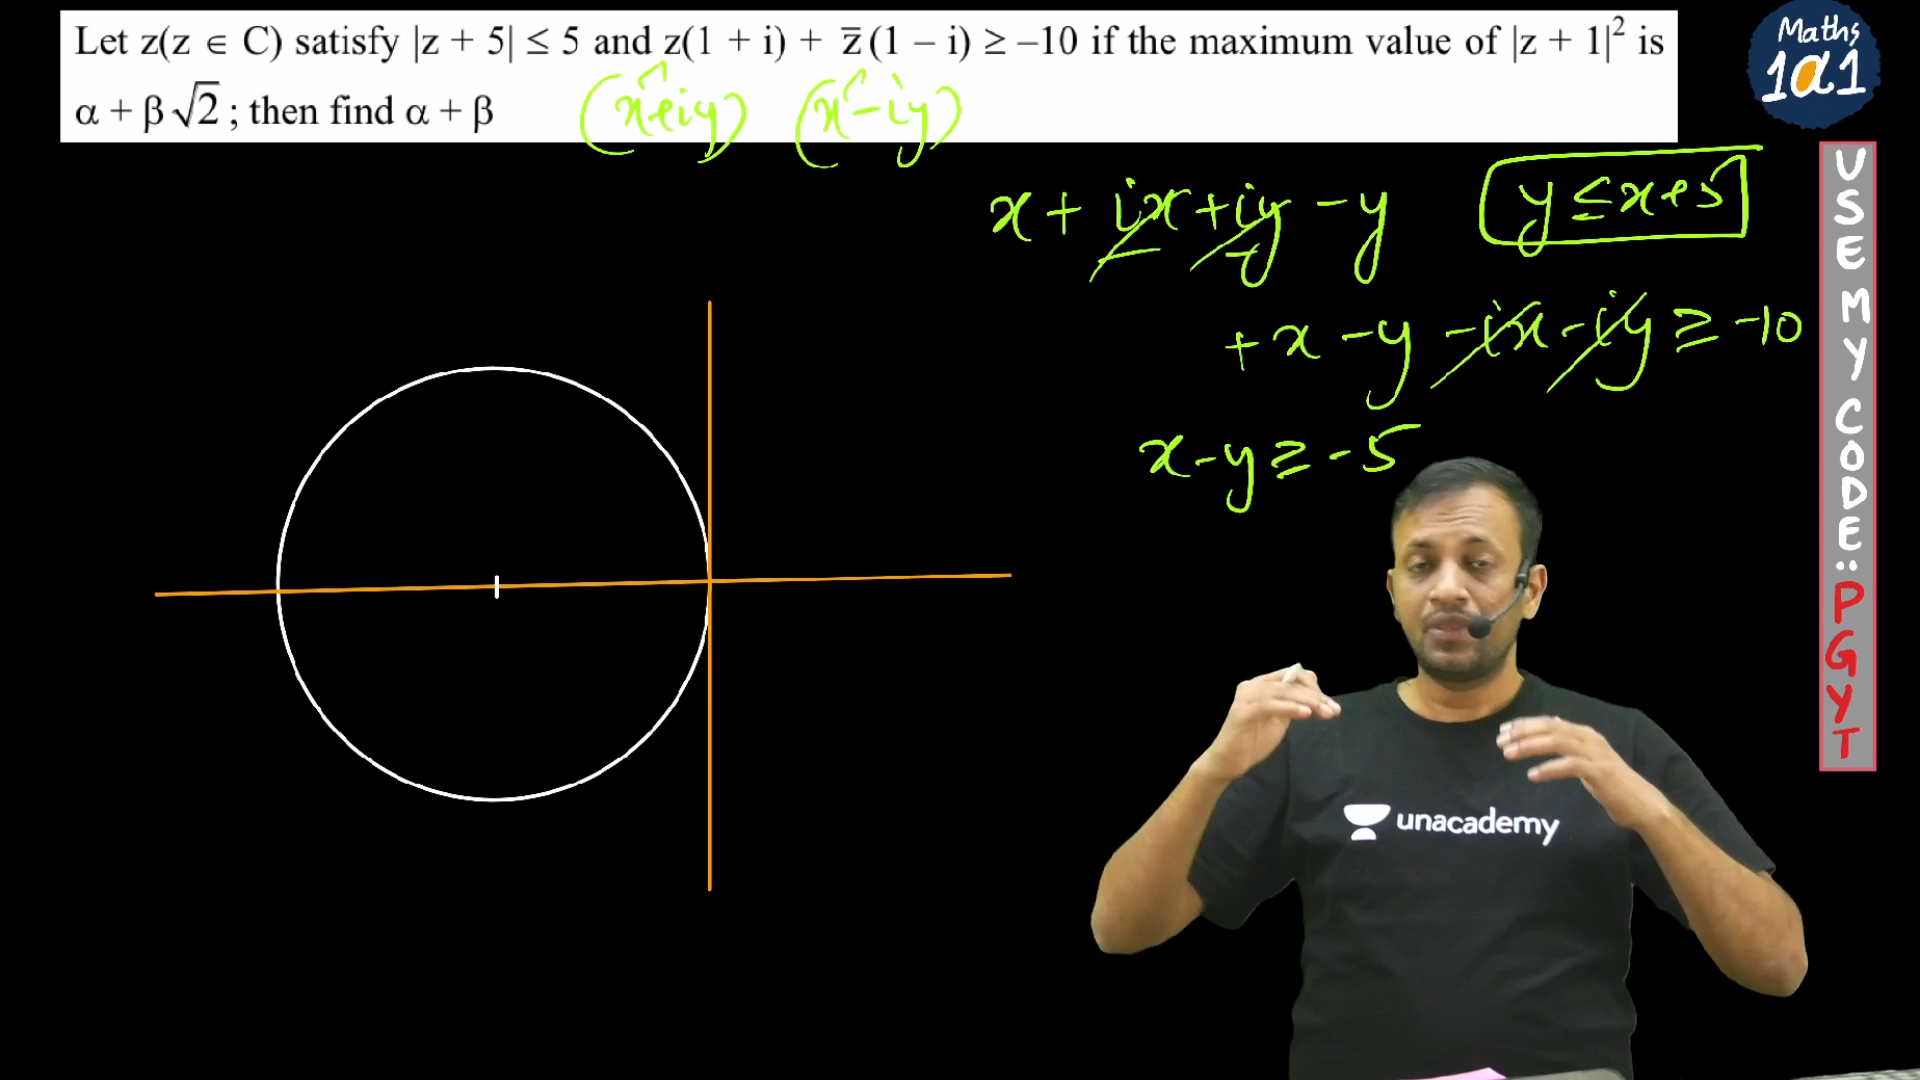 Let z(z ∈ C) satisfy |z + 5| ≤ 5 and z(1 + i) + z̅(1 – i) ≥ –10 if the maximum value of |z + 1|² is
α + β√2 ; then find α + β
(x+iy) (x-iy)
Maths
1a1
x + ix + iy - y
y ≤ x+5
+ x - y - ix - iy ≥ -10
x - y ≥ -5
unacademy
USE MY CODE:: PGYT